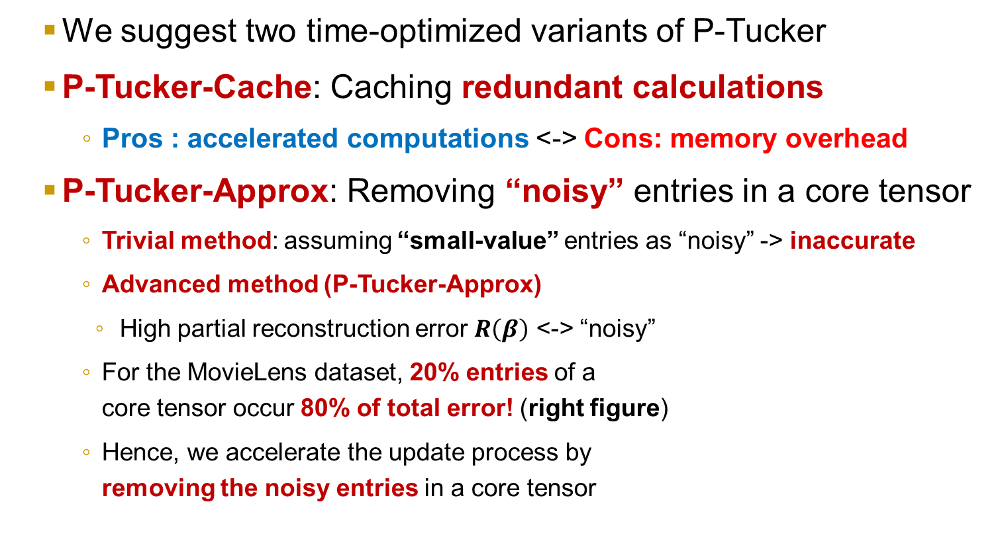 ▪ We suggest two time-optimized variants of P-Tucker
▪ P-Tucker-Cache: Caching redundant calculations
◦ Pros : accelerated computations <-> Cons: memory overhead
▪ P-Tucker-Approx: Removing “noisy” entries in a core tensor
◦ Trivial method: assuming “small-value” entries as “noisy” -> inaccurate
◦ Advanced method (P-Tucker-Approx)
◦ High partial reconstruction error R(β) <-> “noisy”
◦ For the MovieLens dataset, 20% entries of a
core tensor occur 80% of total error! (right figure)
◦ Hence, we accelerate the update process by
removing the noisy entries in a core tensor